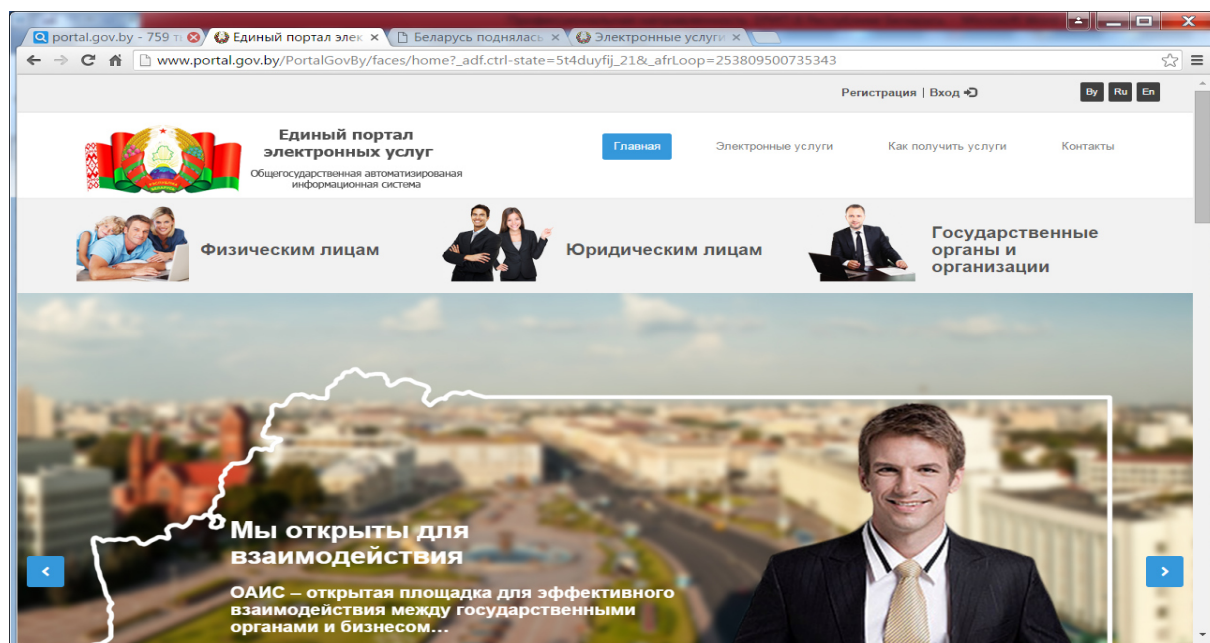 portal.gov.by - 759 т
Единый портал элек
Беларусь поднялась
Электронные услуги
www.portal.gov.by/PortalGovBy/faces/home?_adf.ctrl-state=5t4duyfij_21&_afrLoop=253809500735343
Регистрация | Вход
By Ru En
Единый портал
электронных услуг
Общегосударственная автоматизированая
информационная система
Главная
Электронные услуги
Как получить услуги
Контакты
Физическим лицам
Юридическим лицам
Государственные
органы и
организации
Мы открыты для
взаимодействия
ОАИС – открытая площадка для эффективного
взаимодействия между государственными
органами и бизнесом...